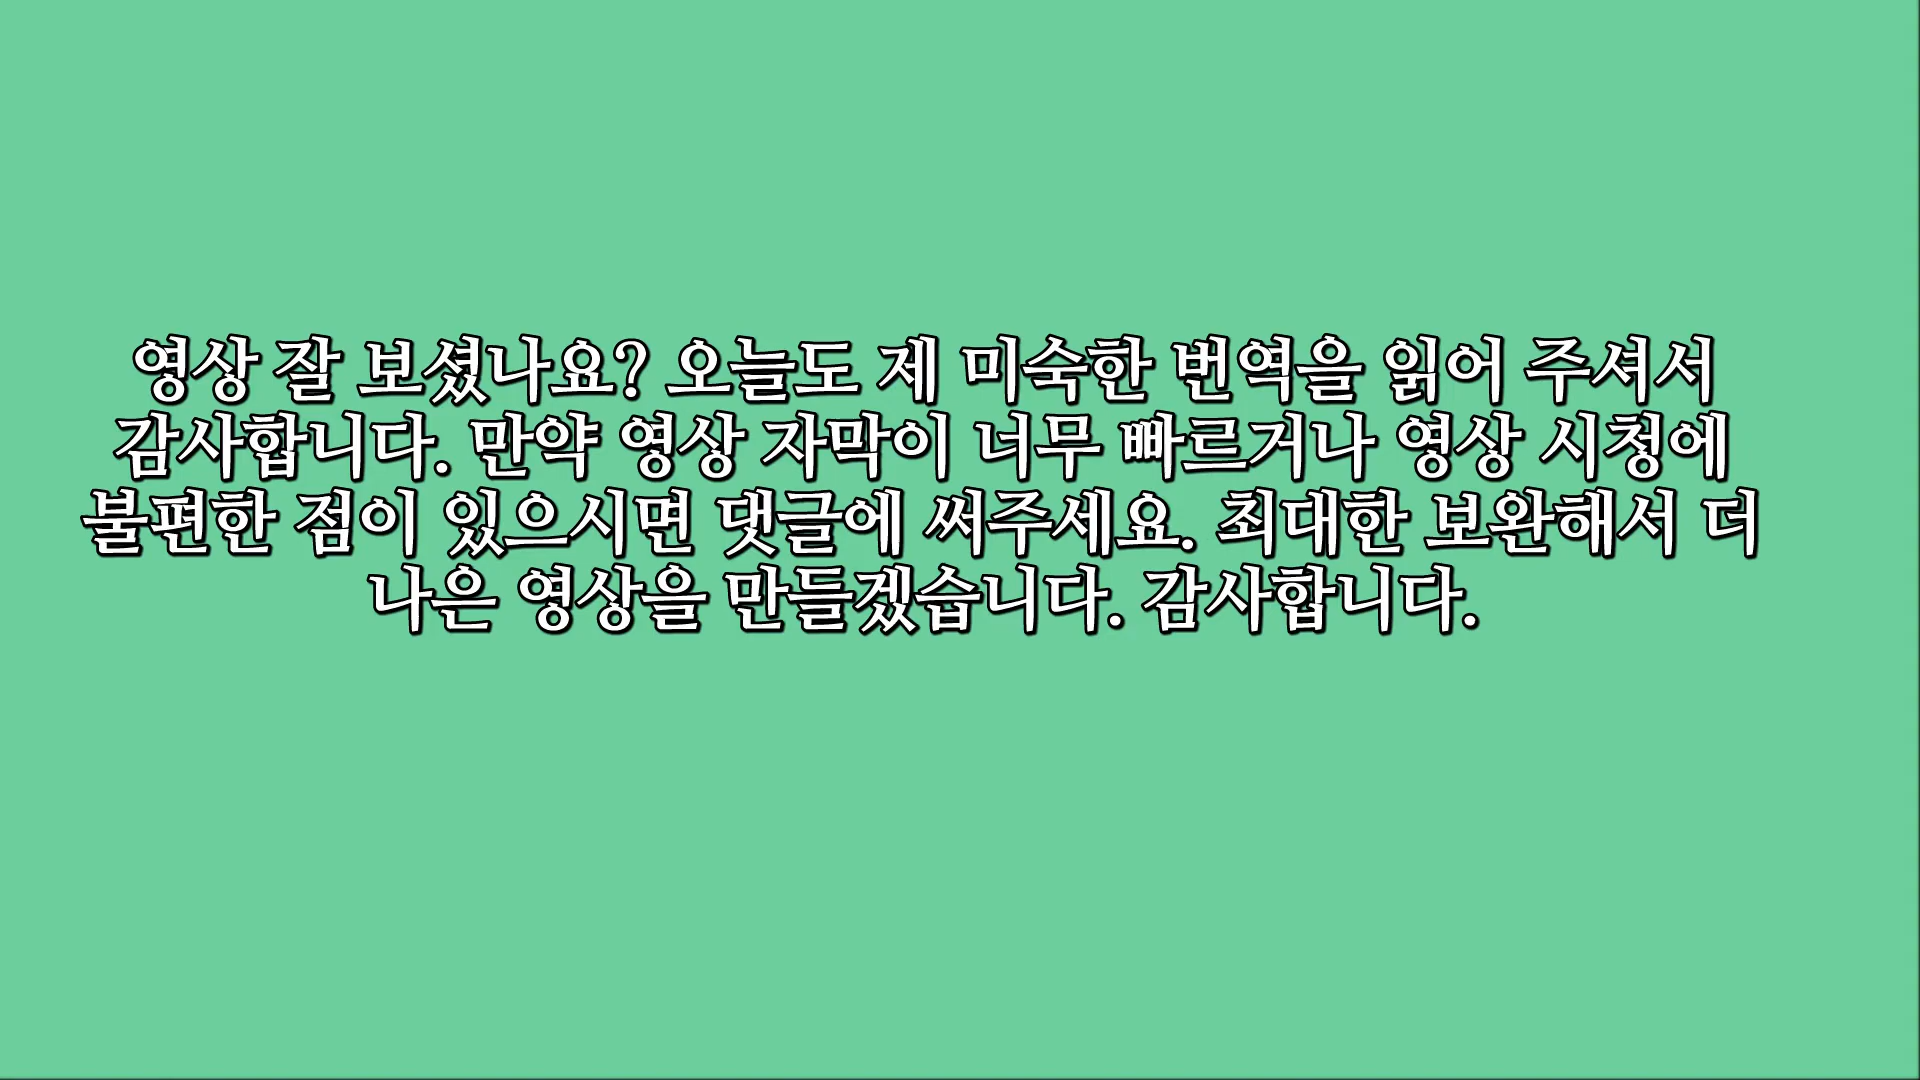 영상 잘 보셨나요? 오늘도 제 미숙한 번역을 읽어 주셔서
감사합니다. 만약 영상 자막이 너무 빠르거나 영상 시청에
불편한 점이 있으시면 댓글에 써주세요. 최대한 보완해서 더
나은 영상을 만들겠습니다. 감사합니다.